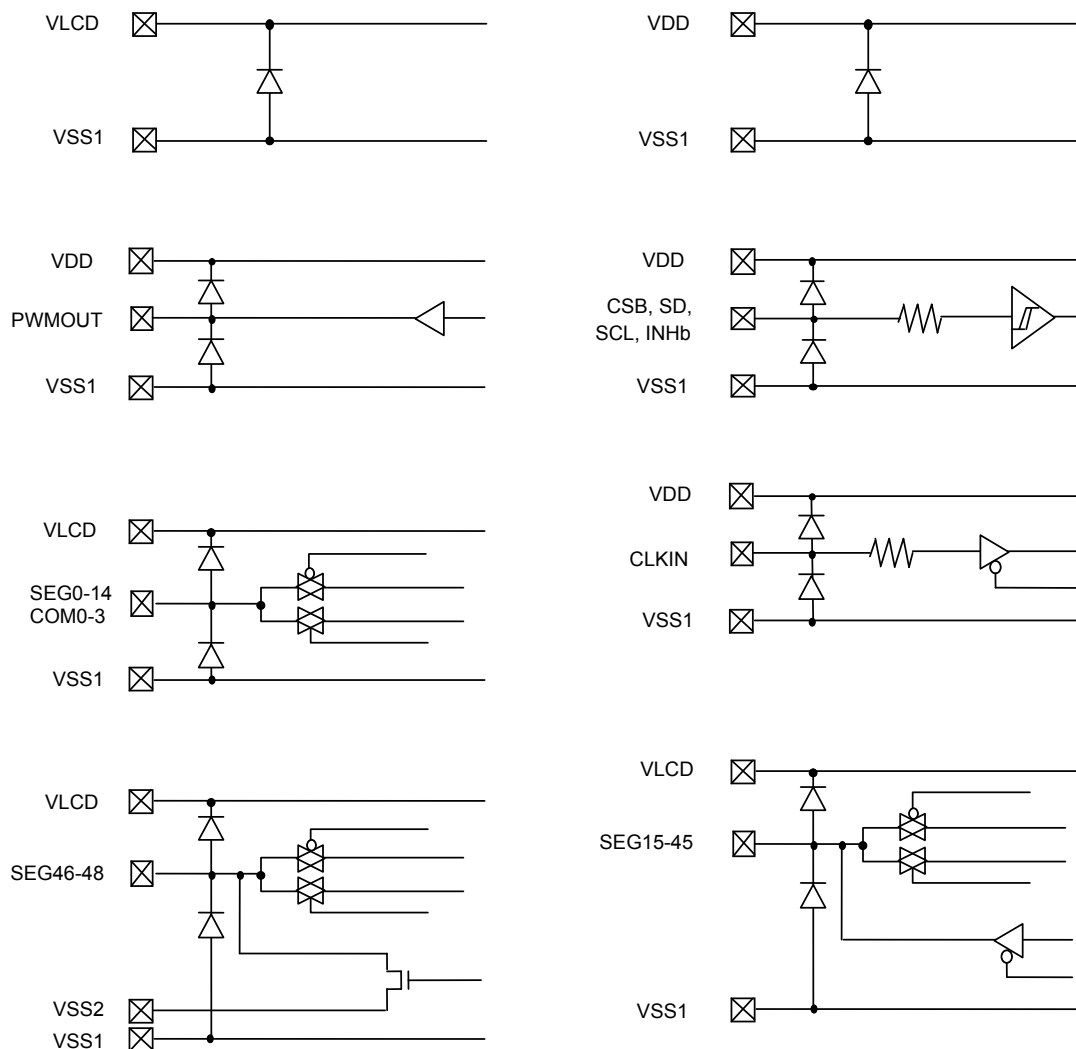 VLCD
VSS1
VDD
VSS1
VDD
PWMOUT
VSS1
VDD
CSB, SD,
SCL, INHb
VSS1
VLCD
SEG0-14
COM0-3
VSS1
VDD
CLKIN
VSS1
VLCD
SEG46-48
VSS2
VSS1
VLCD
SEG15-45
VSS1